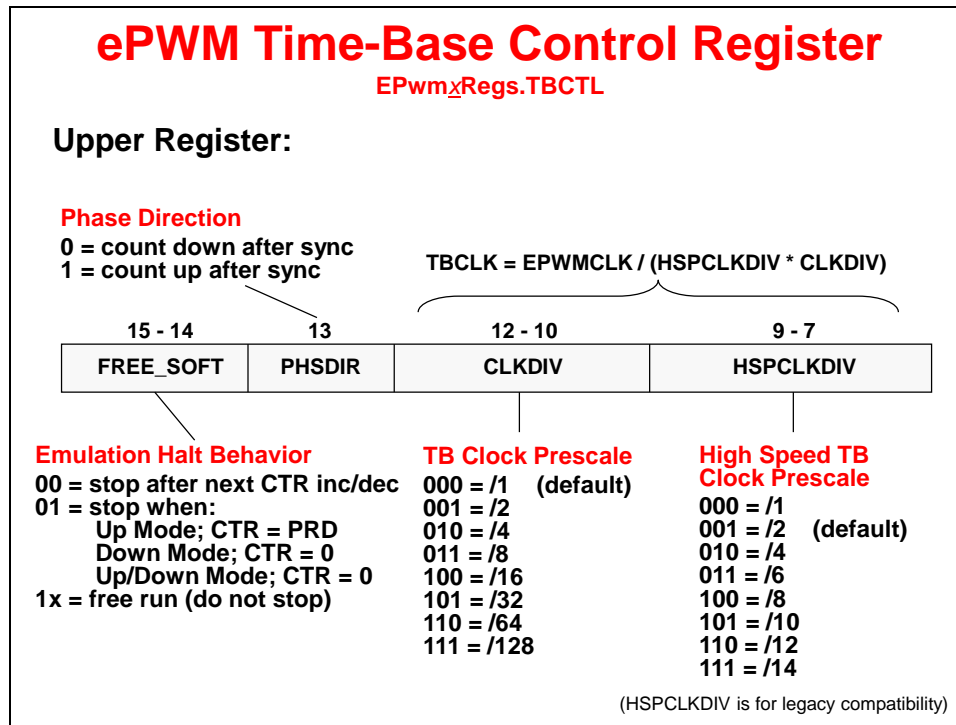 ePWM Time-Base Control Register
EPwmxRegs.TBCTL
Upper Register:
Phase Direction
0 = count down after sync
1 = count up after sync
TBCLK = EPWMCLK / (HSPCLKDIV * CLKDIV)
15 - 14 13 12 - 10 9 - 7
FREE_SOFT PHSDIR CLKDIV HSPCLKDIV
Emulation Halt Behavior
00 = stop after next CTR inc/dec
01 = stop when:
Up Mode; CTR = PRD
Down Mode; CTR = 0
Up/Down Mode; CTR = 0
1x = free run (do not stop)
TB Clock Prescale
000 = /1 (default)
001 = /2
010 = /4
011 = /8
100 = /16
101 = /32
110 = /64
111 = /128
High Speed TB
Clock Prescale
000 = /1
001 = /2 (default)
010 = /4
011 = /6
100 = /8
101 = /10
110 = /12
111 = /14
(HSPCLKDIV is for legacy compatibility)